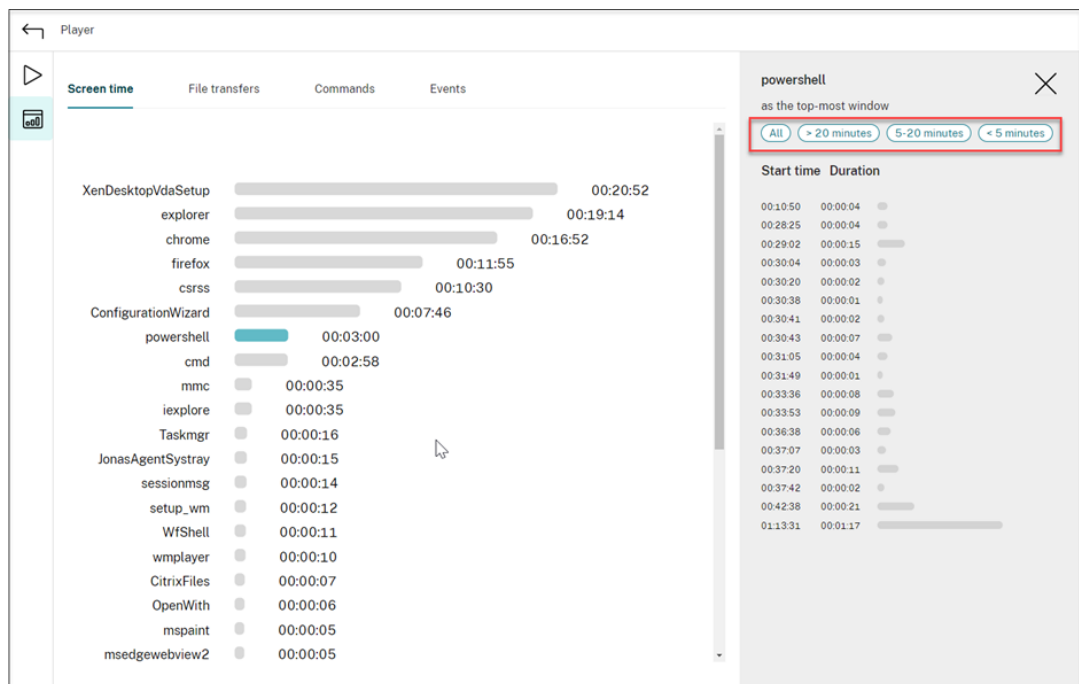 Player
Screen time File transfers Commands Events
XenDesktopVdaSetup 00:20:52
explorer 00:19:14
chrome 00:16:52
firefox 00:11:55
csrss 00:10:30
ConfigurationWizard 00:07:46
powershell 00:03:00
cmd 00:02:58
mmc 00:00:35
iexplore 00:00:35
Taskmgr 00:00:16
JonasAgentSystray 00:00:15
sessionmsg 00:00:14
setup_wm 00:00:12
WfShell 00:00:11
wmplayer 00:00:10
CitrixFiles 00:00:07
OpenWith 00:00:06
mspaint 00:00:05
msedgewebview2 00:00:05
powershell
as the top-most window
All > 20 minutes 5-20 minutes < 5 minutes
Start time Duration
00:10:50 00:00:04
00:28:25 00:00:04
00:29:02 00:00:15
00:30:04 00:00:03
00:30:20 00:00:02
00:30:38 00:00:01
00:30:41 00:00:02
00:30:43 00:00:07
00:31:05 00:00:04
00:31:49 00:00:01
00:33:36 00:00:08
00:33:53 00:00:09
00:36:38 00:00:06
00:37:07 00:00:03
00:37:20 00:00:11
00:37:42 00:00:02
00:42:38 00:00:21
01:13:31 00:01:17